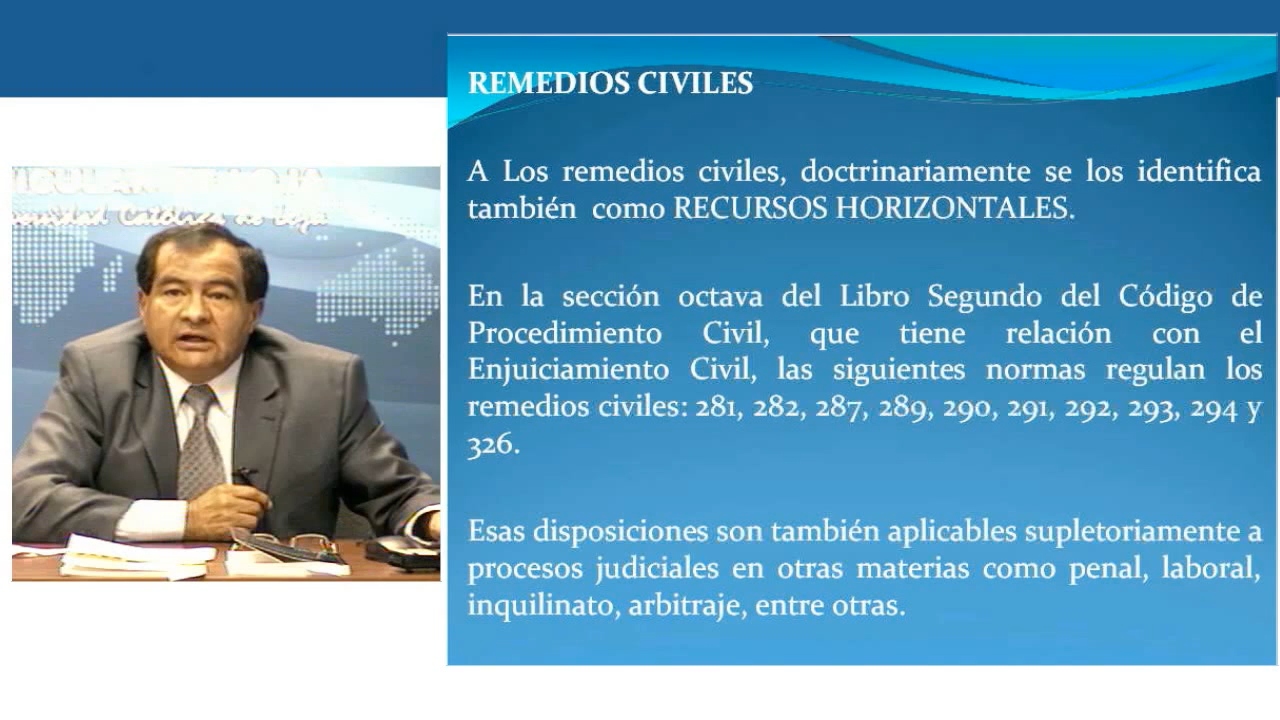 REMEDIOS CIVILES
A Los remedios civiles, doctrinariamente se los identifica
también como RECURSOS HORIZONTALES.
En la sección octava del Libro Segundo del Código de
Procedimiento Civil, que tiene relación con el
Enjuiciamiento Civil, las siguientes normas regulan los
remedios civiles: 281, 282, 287, 289, 290, 291, 292, 293, 294 y
326.
Esas disposiciones son también aplicables supletoriamente a
procesos judiciales en otras materias como penal, laboral,
inquilinato, arbitraje, entre otras.
Católica de Loja